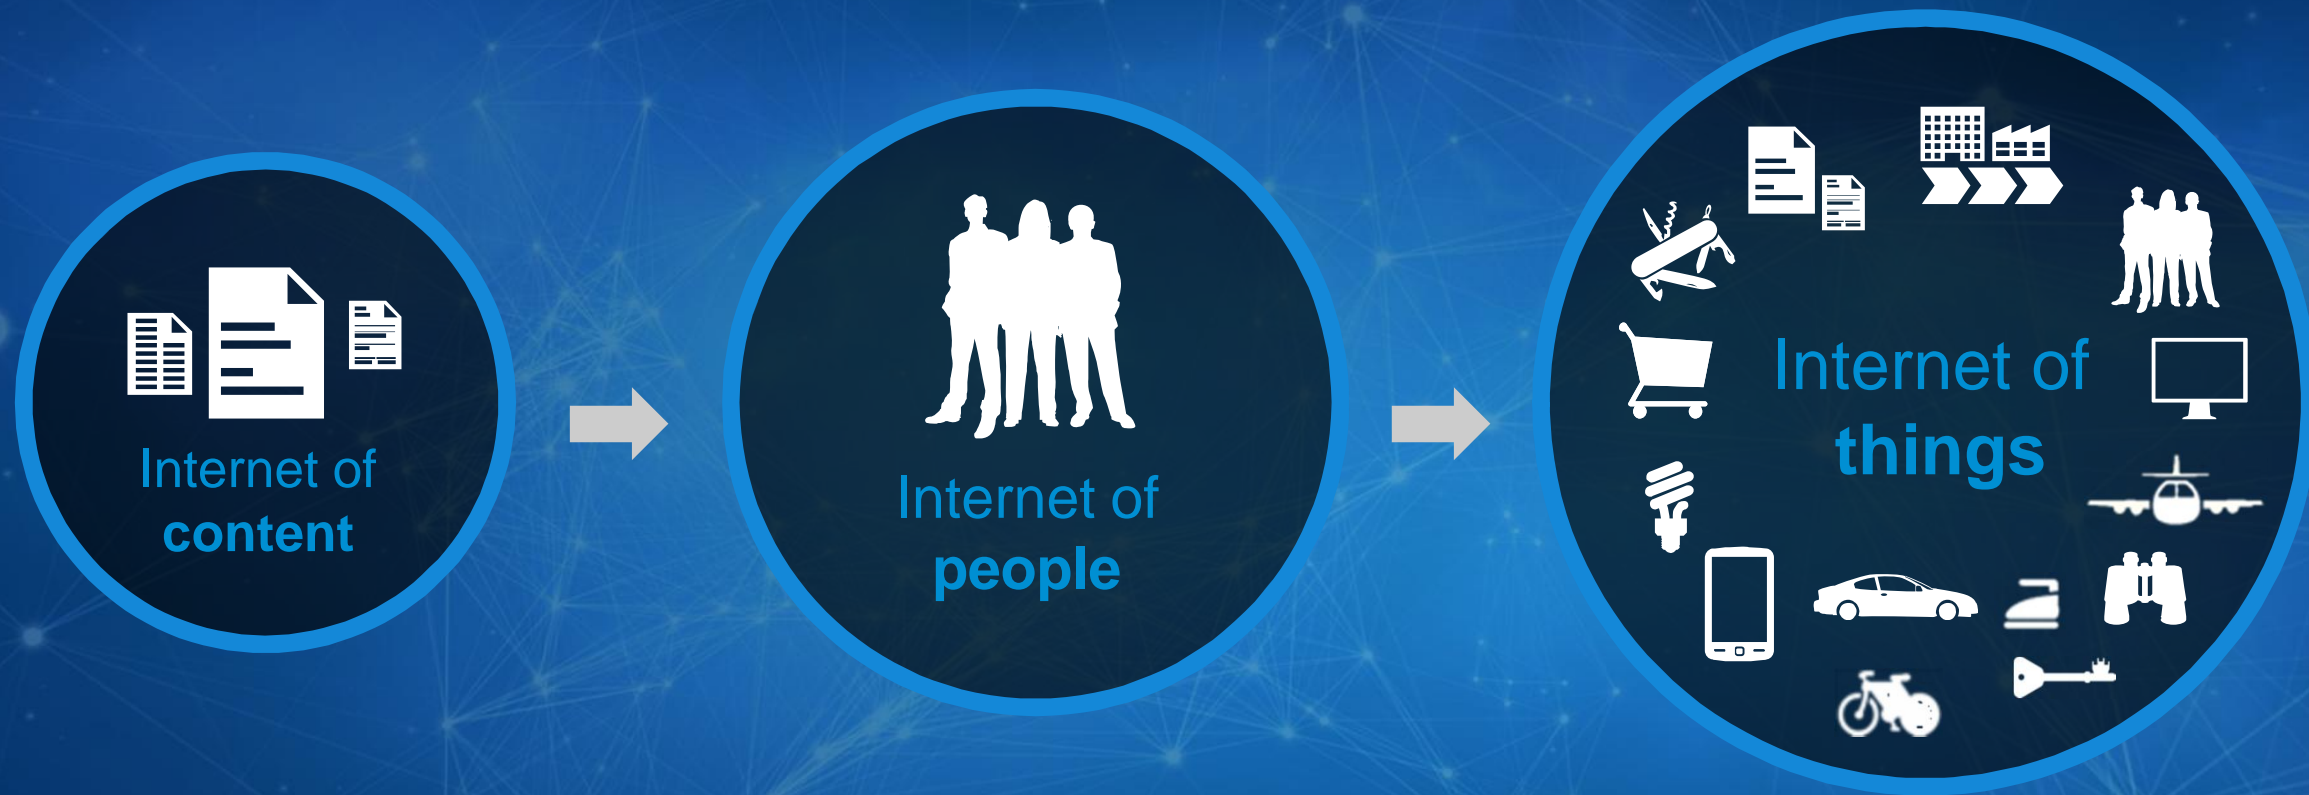 Internet of
content
Internet of
people
Internet of
things